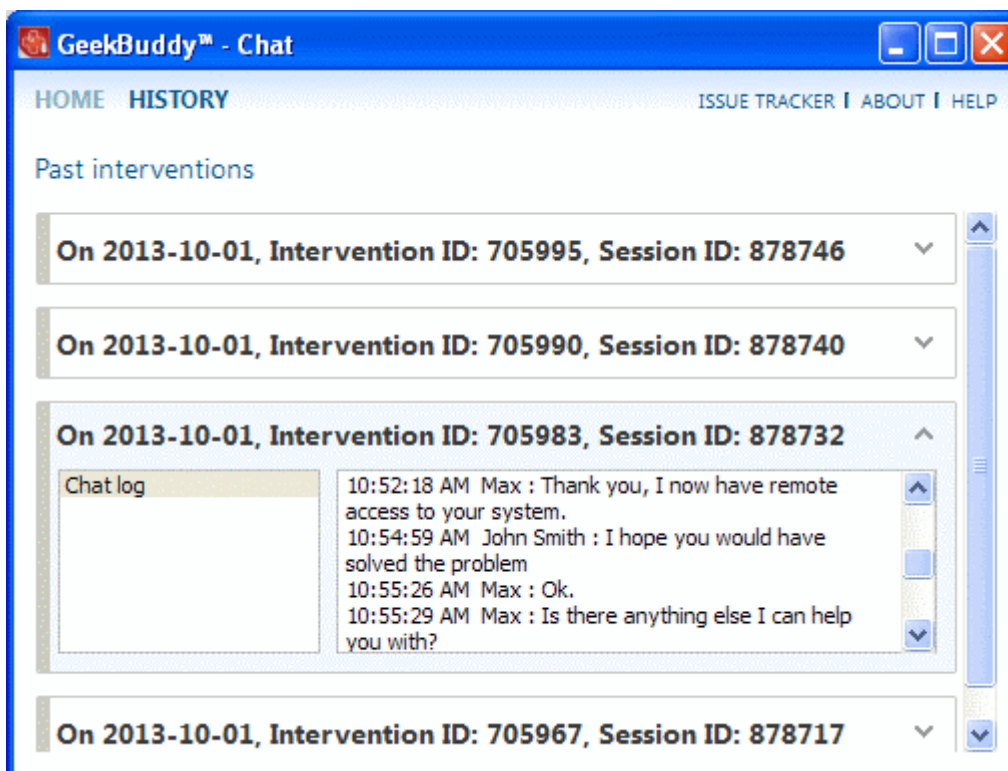 GeekBuddy™ - Chat
HOME HISTORY ISSUE TRACKER | ABOUT | HELP
Past interventions
On 2013-10-01, Intervention ID: 705995, Session ID: 878746
On 2013-10-01, Intervention ID: 705990, Session ID: 878740
On 2013-10-01, Intervention ID: 705983, Session ID: 878732
Chat log
10:52:18 AM Max : Thank you, I now have remote
access to your system.
10:54:59 AM John Smith : I hope you would have
solved the problem
10:55:26 AM Max : Ok.
10:55:29 AM Max : Is there anything else I can help
you with?
On 2013-10-01, Intervention ID: 705967, Session ID: 878717